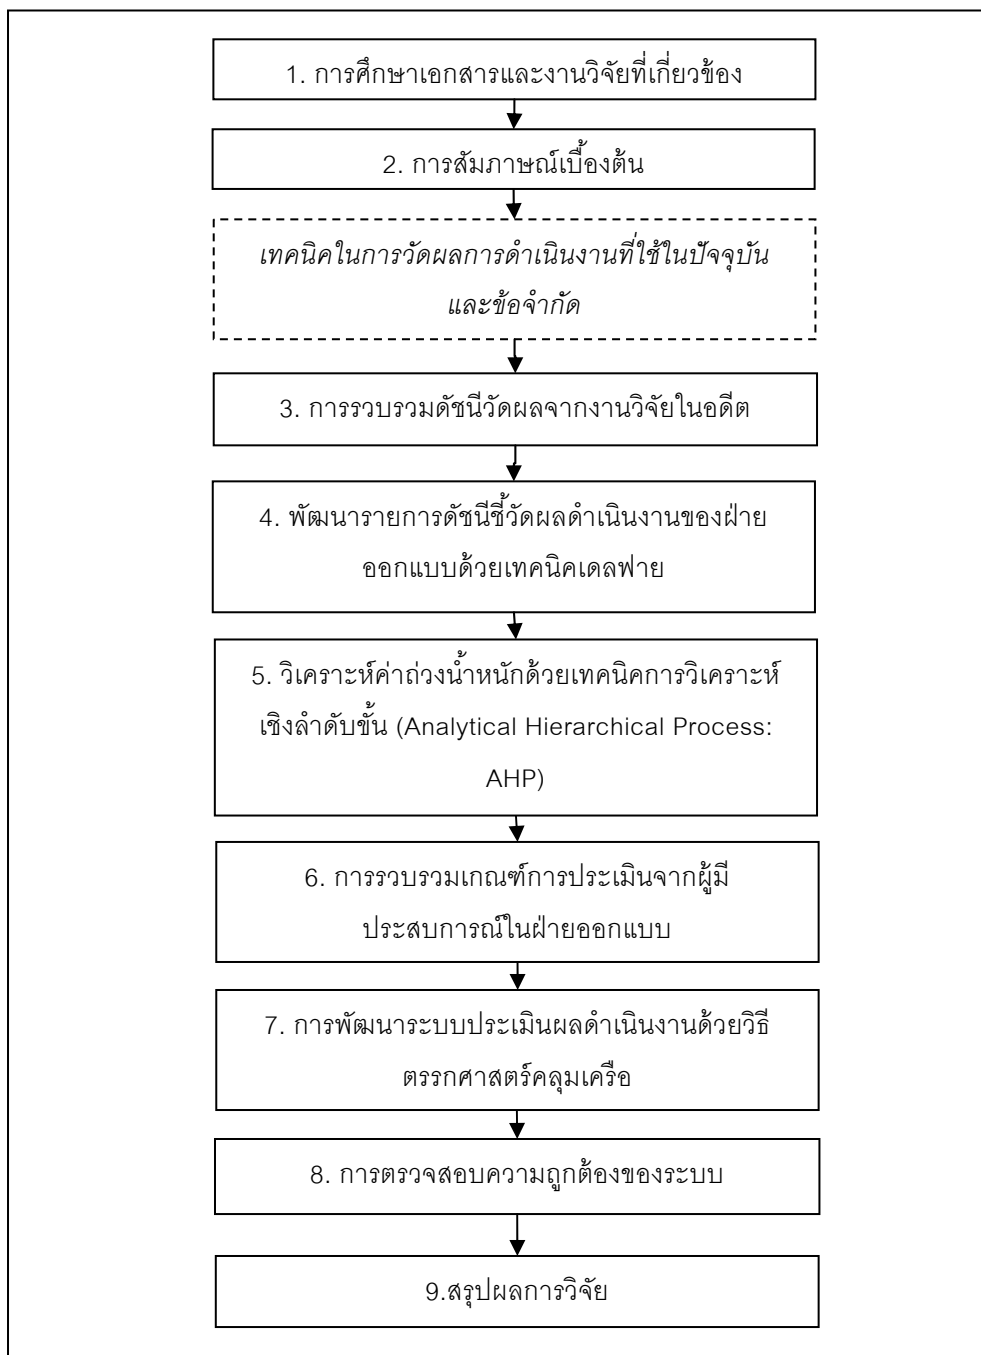 1. การศึกษาเอกสารและงานวิจัยที่เกี่ยวข้อง
2. การสัมภาษณ์เบื้องต้น
เทคนิคในการวัดผลการดำเนินงานที่ใช้ในปัจจุบัน
และข้อจำกัด
3. การรวบรวมดัชนีวัดผลจากงานวิจัยในอดีต
4. พัฒนารายการดัชนีชี้วัดผลดำเนินงานของฝ่าย
ออกแบบด้วยเทคนิคเดลฟาย
5. วิเคราะห์ค่าถ่วงน้ำหนักด้วยเทคนิคการวิเคราะห์
เชิงลำดับขั้น (Analytical Hierarchical Process:
AHP)
6. การรวบรวมเกณฑ์การประเมินจากผู้มี
ประสบการณ์ในฝ่ายออกแบบ
7. การพัฒนาระบบประเมินผลดำเนินงานด้วยวิธี
ตรรกศาสตร์คลุมเครือ
8. การตรวจสอบความถูกต้องของระบบ
9.สรุปผลการวิจัย